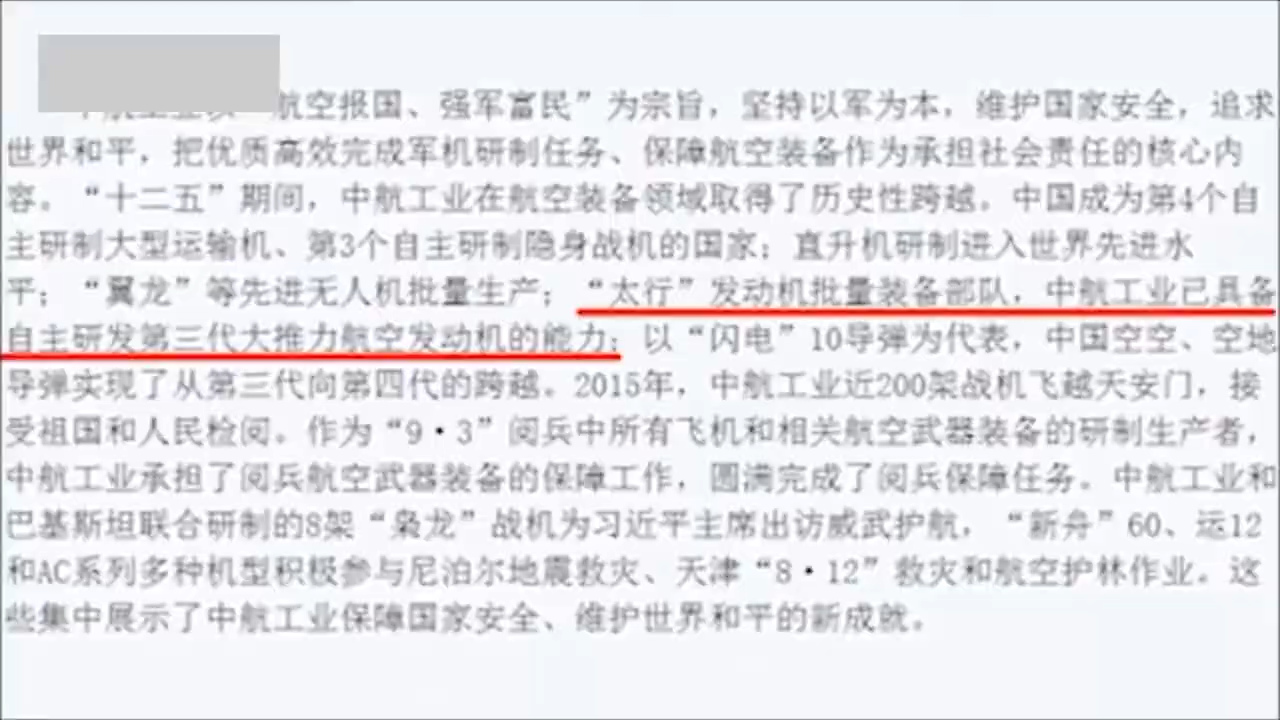 航空报国、强军富民”为宗旨，坚持以军为本，维护国家安全，追求
世界和平，把优质高效完成军机研制任务、保障航空装备作为承担社会责任的核心内
容。“十二五”期间，中航工业在航空装备领域取得了历史性跨越。中国成为第4个自
主研制大型运输机、第3个自主研制隐身战机的国家；直升机研制进入世界先进水
平；“翼龙”等先进无人机批量生产；“太行”发动机批量装备部队，中航工业已具备
自主研发第三代大推力航空发动机的能力；以“闪电”10导弹为代表，中国空空、空地
导弹实现了从第三代向第四代的跨越。2015年，中航工业近200架战机飞越天安门，接
受祖国和人民检阅。作为“9·3”阅兵中所有飞机和相关航空武器装备的研制生产者，
中航工业承担了阅兵航空武器装备的保障工作，圆满完成了阅兵保障任务。中航工业和
巴基斯坦联合研制的8架“枭龙”战机为习近平主席出访威武护航，“新舟”60、运12
和AC系列多种机型积极参与尼泊尔地震救灾、天津“8·12”救灾和航空护林作业。这
些集中展示了中航工业保障国家安全、维护世界和平的新成就。